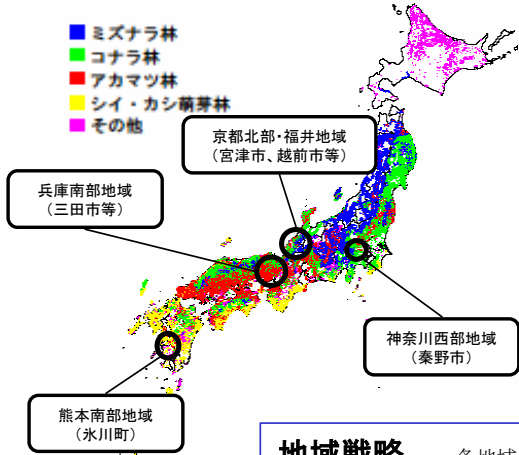 ミズナラ林
コナラ林
アカマツ林
シイ・カシ萌芽林
その他
京都北部・福井地域
（宮津市、越前市等）
兵庫南部地域
（三田市等）
神奈川西部地域
（秦野市）
熊本南部地域
（氷川町）
地域戦略 各地域